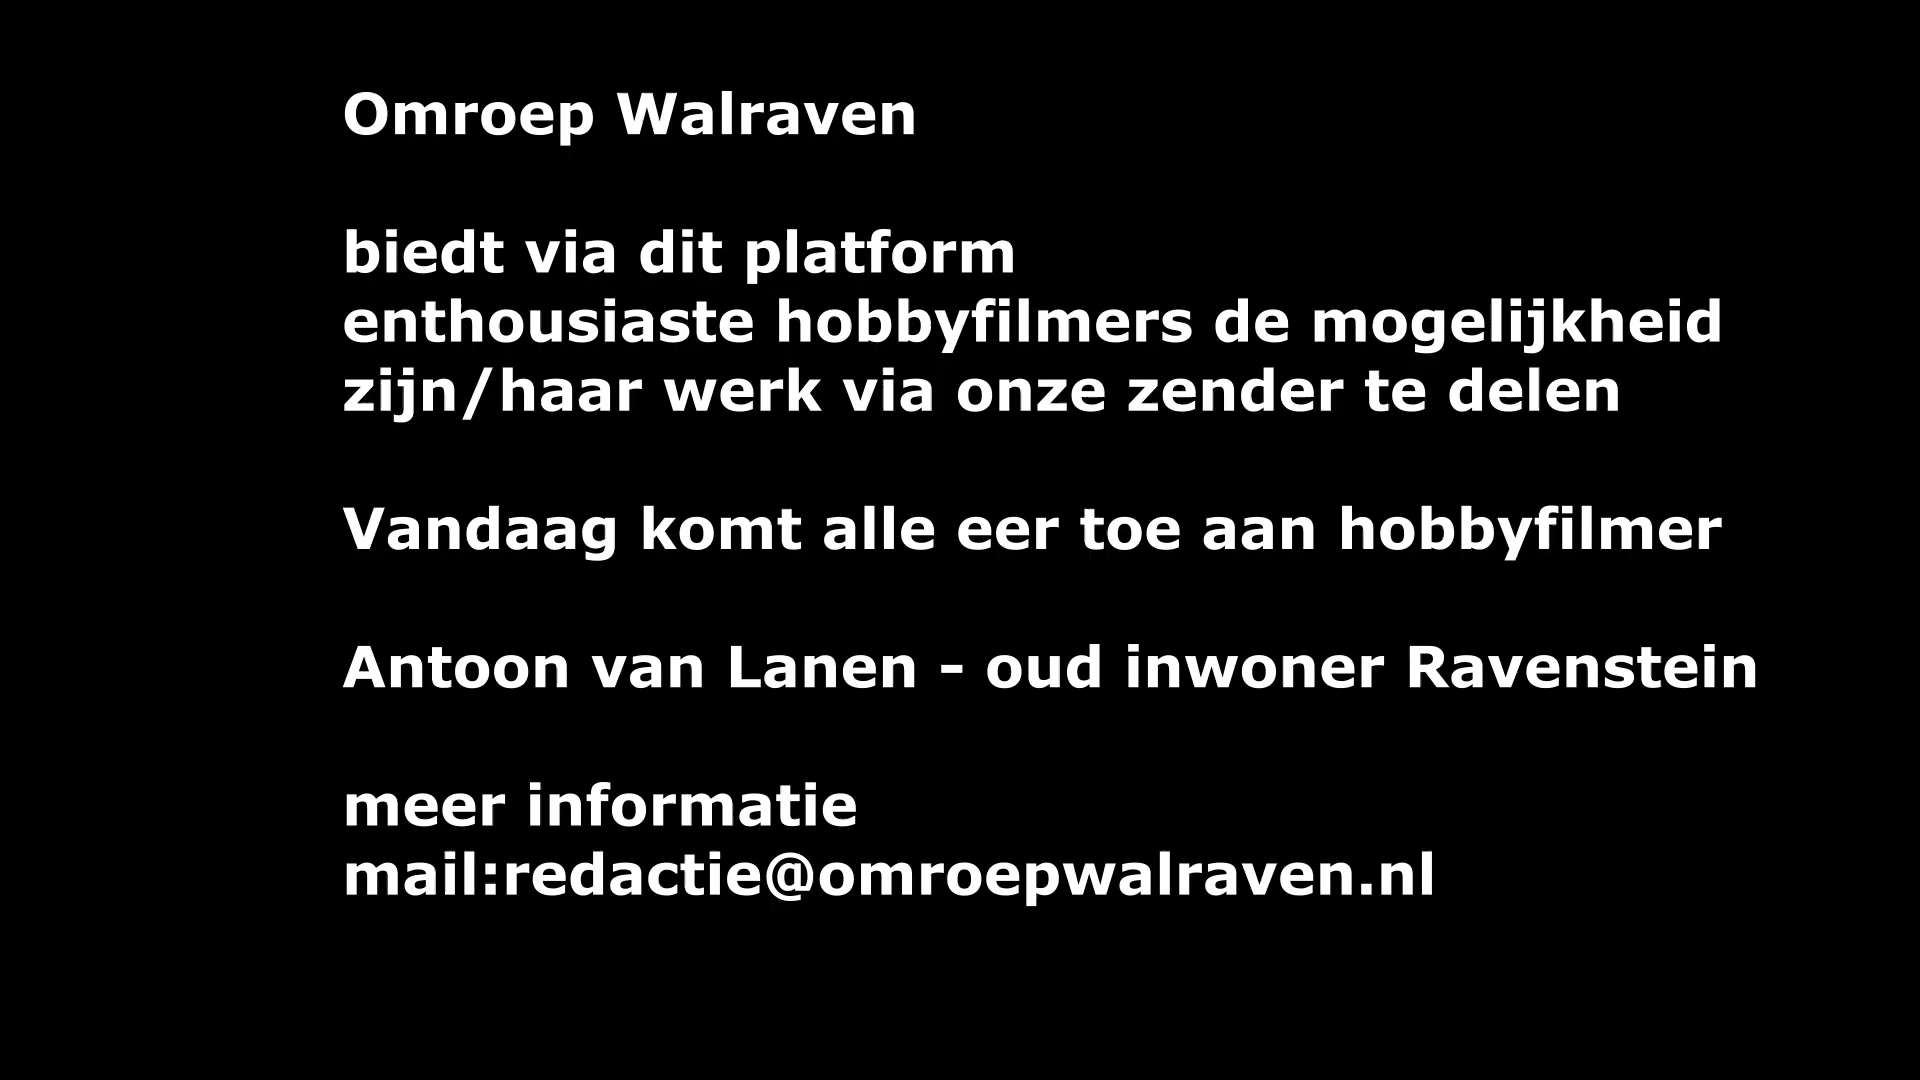 Omroep Walraven
biedt via dit platform
enthousiaste hobbyfilmers de mogelijkheid
zijn/haar werk via onze zender te delen
Vandaag komt alle eer toe aan hobbyfilmer
Antoon van Lanen - oud inwoner Ravenstein
meer informatie
mail:redactie@omroepwalraven.nl